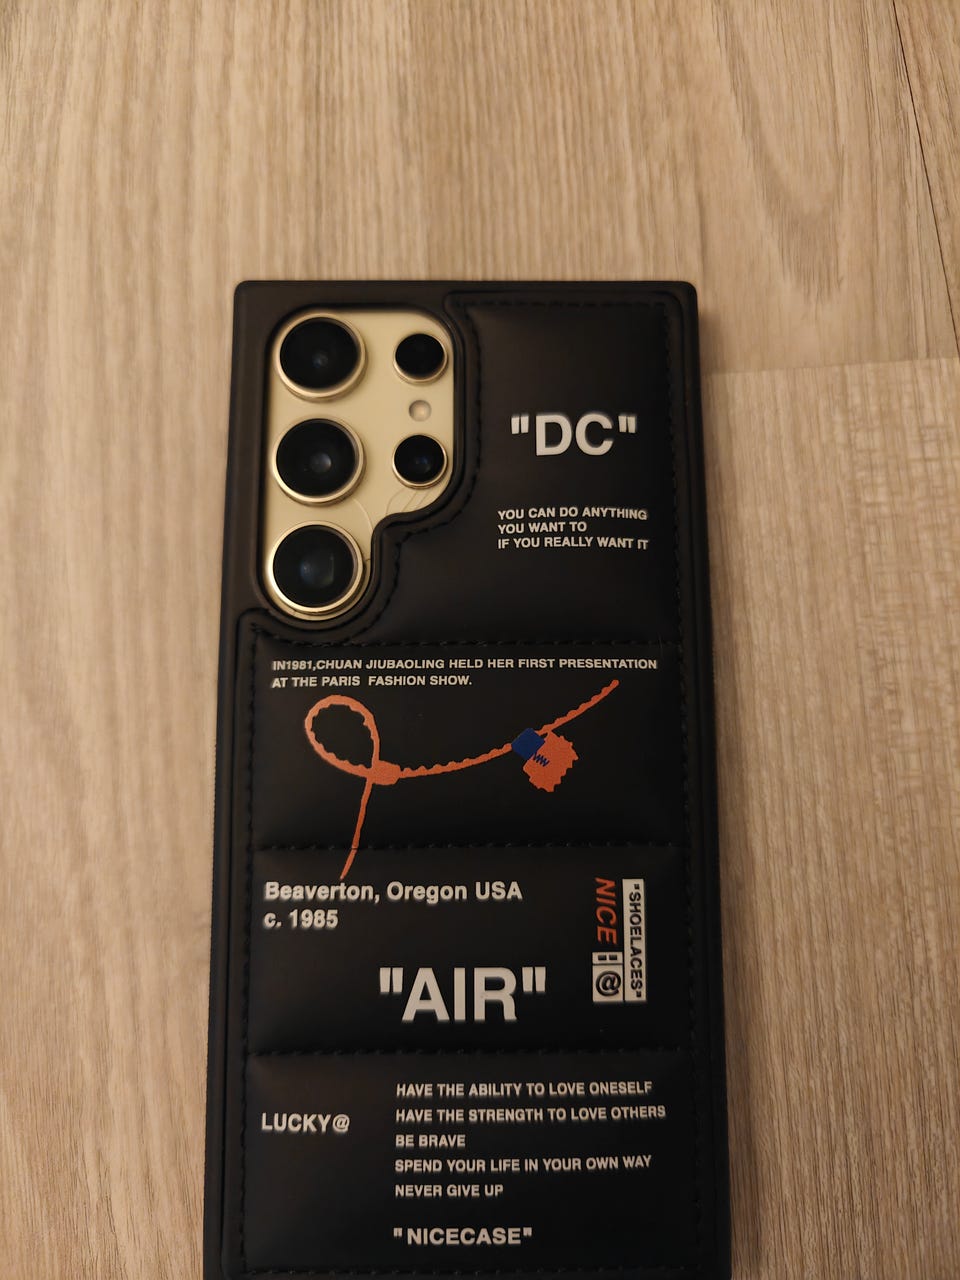 "DC"
YOU CAN DO ANYTHING
YOU WANT TO
IF YOU REALLY WANT IT
IN1981,CHUAN JIUBAOLING HELD HER FIRST PRESENTATION
AT THE PARIS FASHION SHOW.
Beaverton, Oregon USA
c. 1985
"AIR"
NICE
:@
"SHOELACES"
LUCKY@
HAVE THE ABILITY TO LOVE ONESELF
HAVE THE STRENGTH TO LOVE OTHERS
BE BRAVE
SPEND YOUR LIFE IN YOUR OWN WAY
NEVER GIVE UP
"NICECASE"